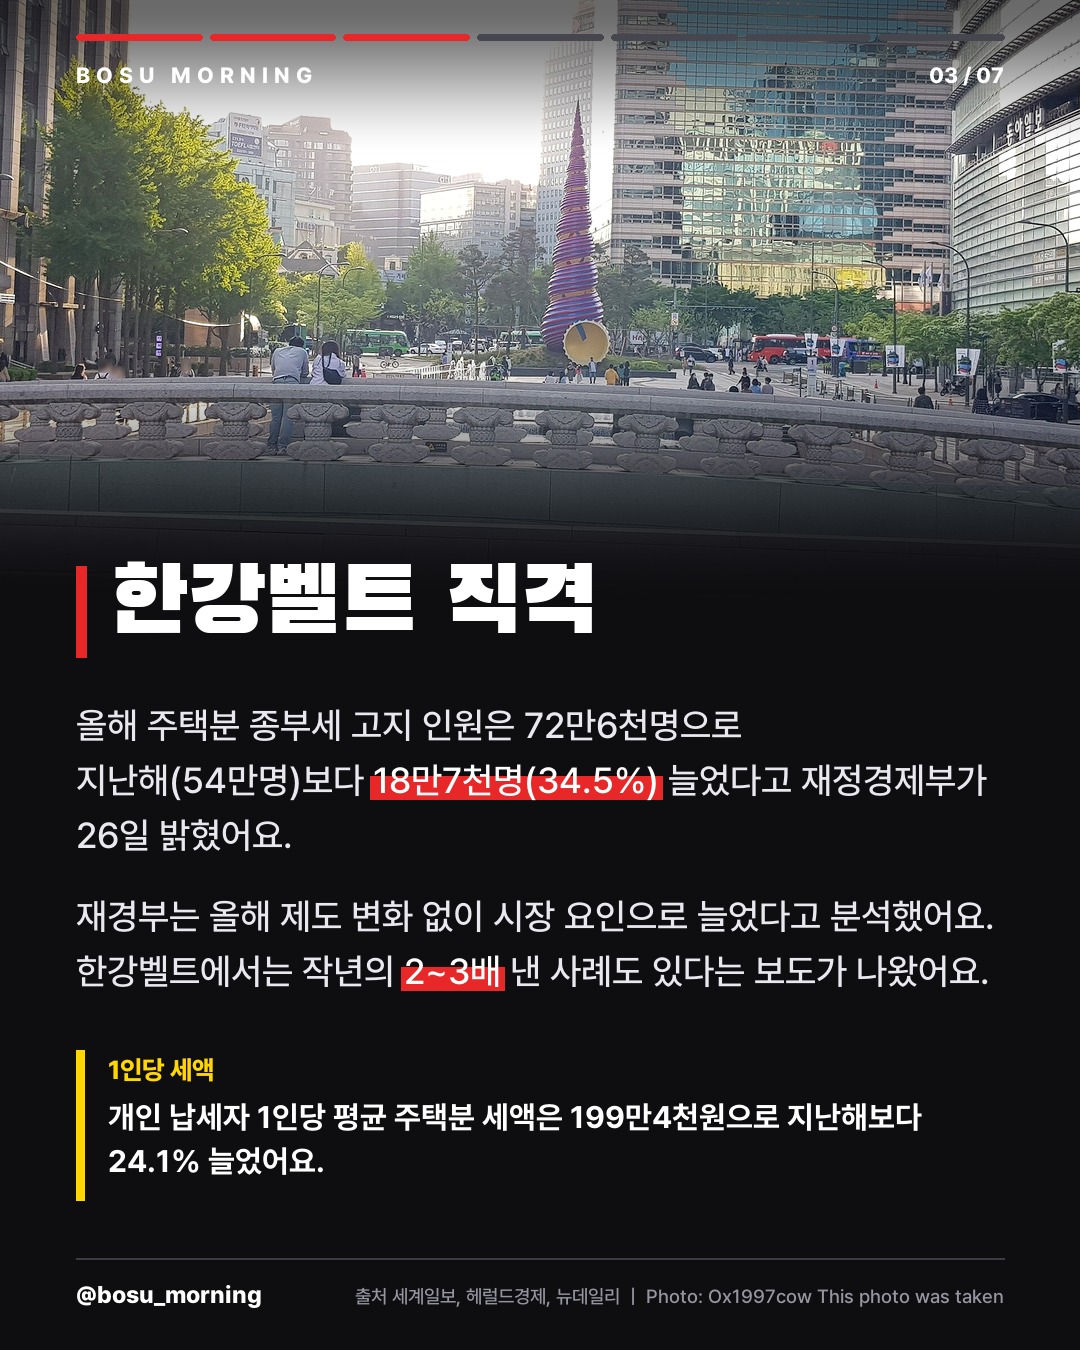 BOSU MORNING
03 / 07
동아일보
한강벨트 직격
올해 주택분 종부세 고지 인원은 72만6천명으로
지난해(54만명)보다 18만7천명(34.5%) 늘었다고 재정경제부가
26일 밝혔어요.
재경부는 올해 제도 변화 없이 시장 요인으로 늘었다고 분석했어요.
한강벨트에서는 작년의 2~3배 낸 사례도 있다는 보도가 나왔어요.
1인당 세액
개인 납세자 1인당 평균 주택분 세액은 199만4천원으로 지난해보다
24.1% 늘었어요.
@bosu_morning
출처 세계일보, 헤럴드경제, 뉴데일리 | Photo: Ox1997cow This photo was taken